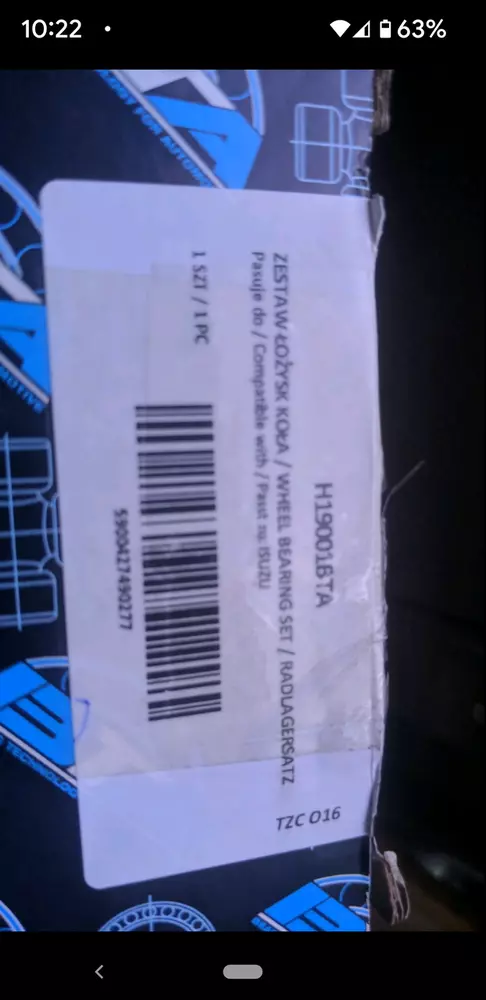 10:22
63%
H19001BTA
ZESTAW ŁOŻYSK KOŁA / WHEEL BEARING SET / RADLAGERSATZ
Pasuje do / Compatible with / Passt zu: ISUZU
1 SZT / 1 PC
5900427490277
TZC 016